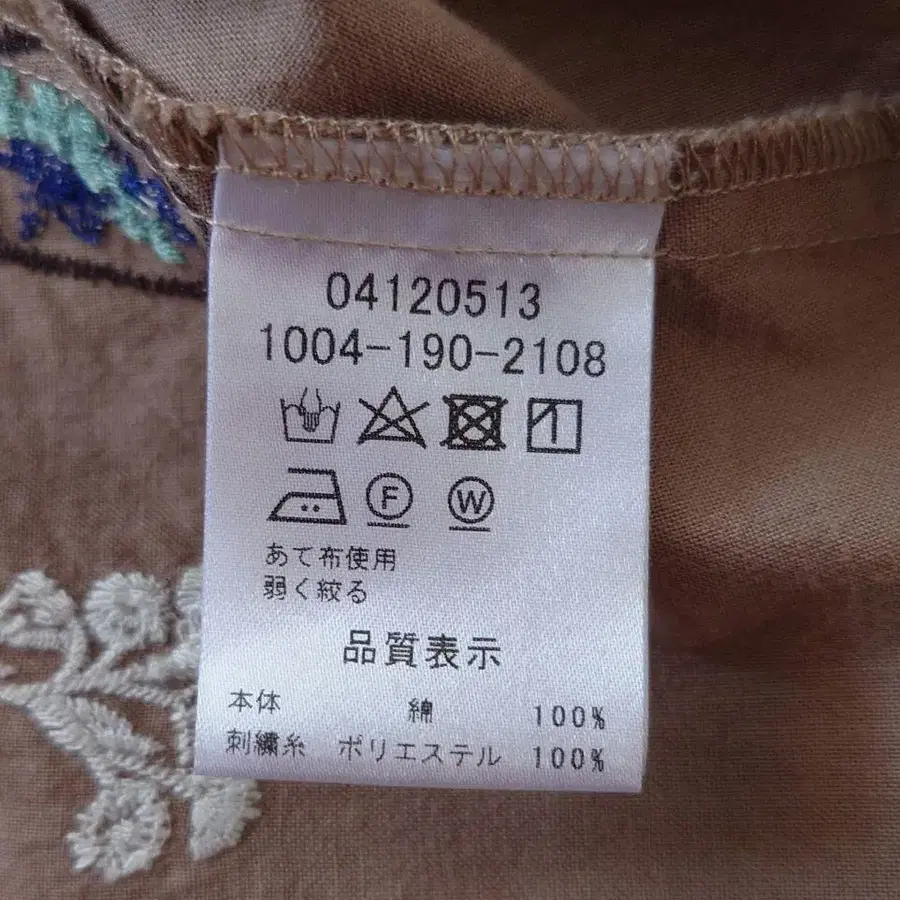 04120513
1004-190-2108
F W
あて布使用
弱く絞る
品質表示
本体 綿 100%
刺繍糸 ポリエステル 100%